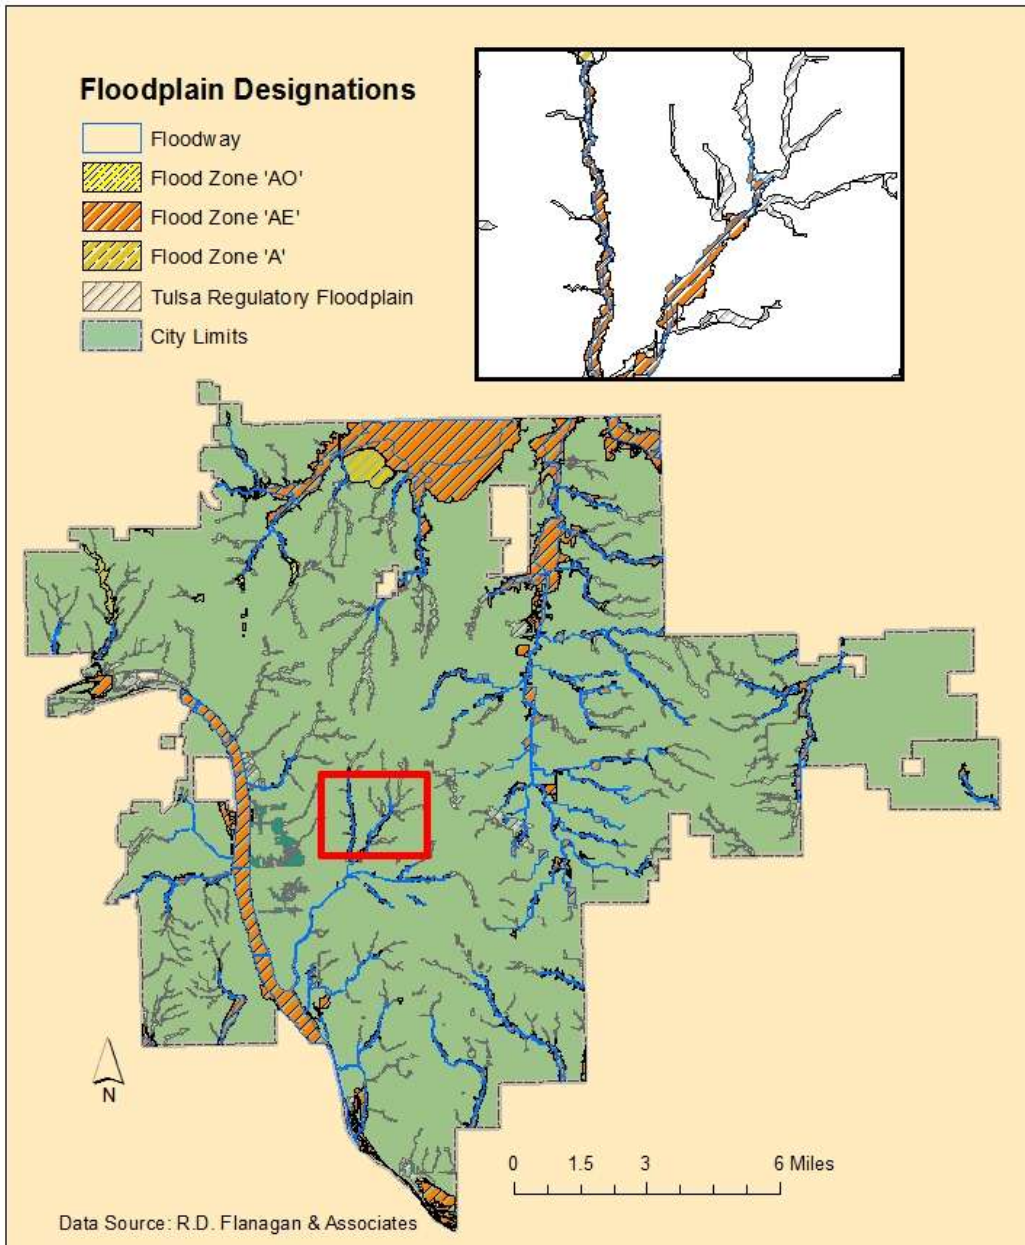 Floodplain Designations
Floodway
Flood Zone 'AO'
Flood Zone 'AE'
Flood Zone 'A'
Tulsa Regulatory Floodplain
City Limits
N
0 1.5 3 6 Miles
Data Source: R.D. Flanagan & Associates